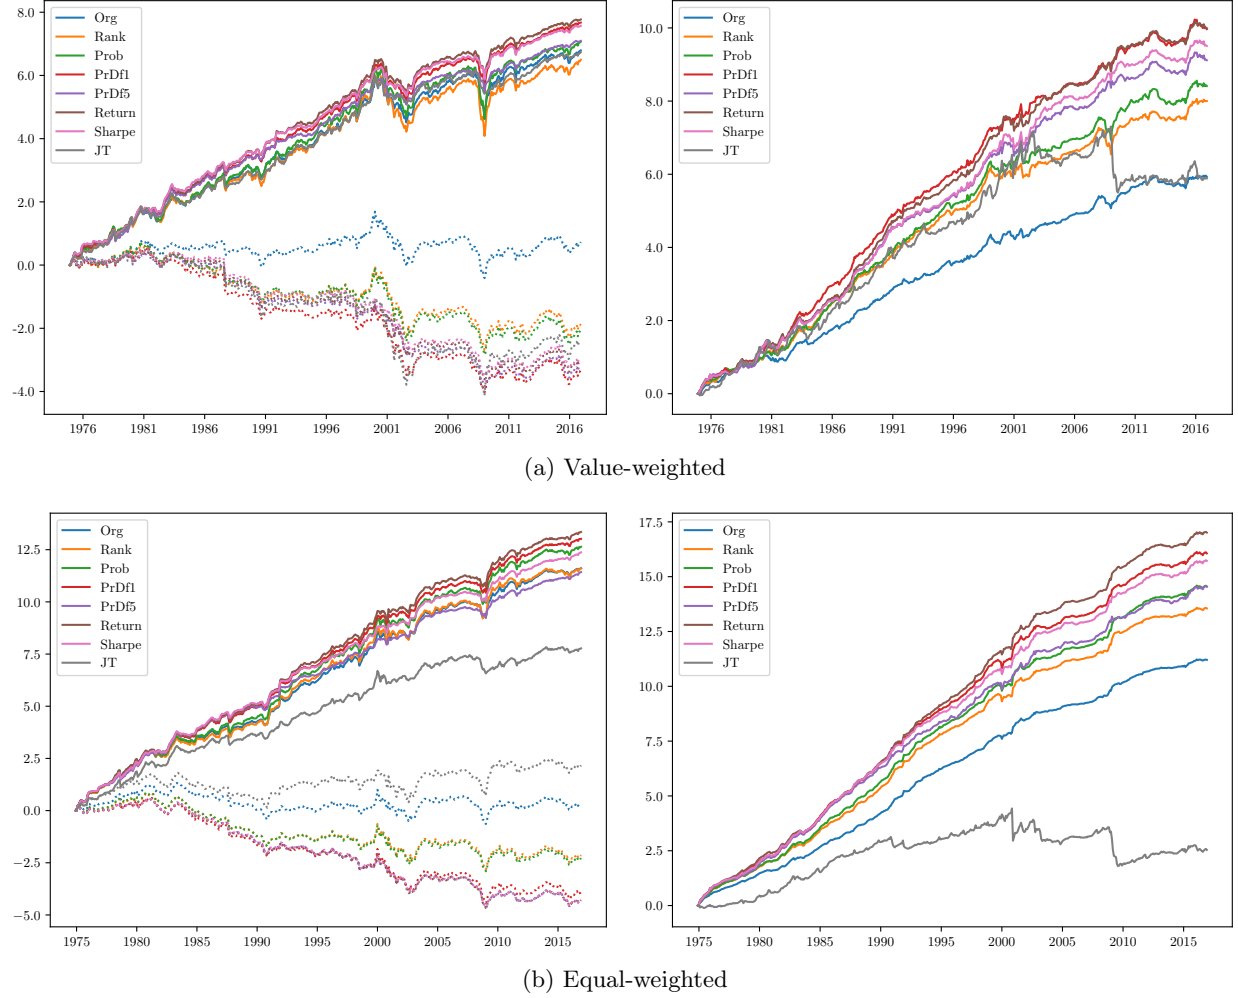 8.0
6.0
4.0
2.0
0.0
-2.0
-4.0
1976 1981 1986 1991 1996 2001 2006 2011 2016
Org
Rank
Prob
PrDf1
PrDf5
Return
Sharpe
JT
10.0
8.0
6.0
4.0
2.0
0.0
1976 1981 1986 1991 1996 2001 2006 2011 2016
Org
Rank
Prob
PrDf1
PrDf5
Return
Sharpe
JT
(a) Value-weighted
12.5
10.0
7.5
5.0
2.5
0.0
−2.5
−5.0
1975 1980 1985 1990 1995 2000 2005 2010 2015
Org
Rank
Prob
PrDf1
PrDf5
Return
Sharpe
JT
17.5
15.0
12.5
10.0
7.5
5.0
2.5
0.0
1975 1980 1985 1990 1995 2000 2005 2010 2015
Org
Rank
Prob
PrDf1
PrDf5
Return
Sharpe
JT
(b) Equal-weighted